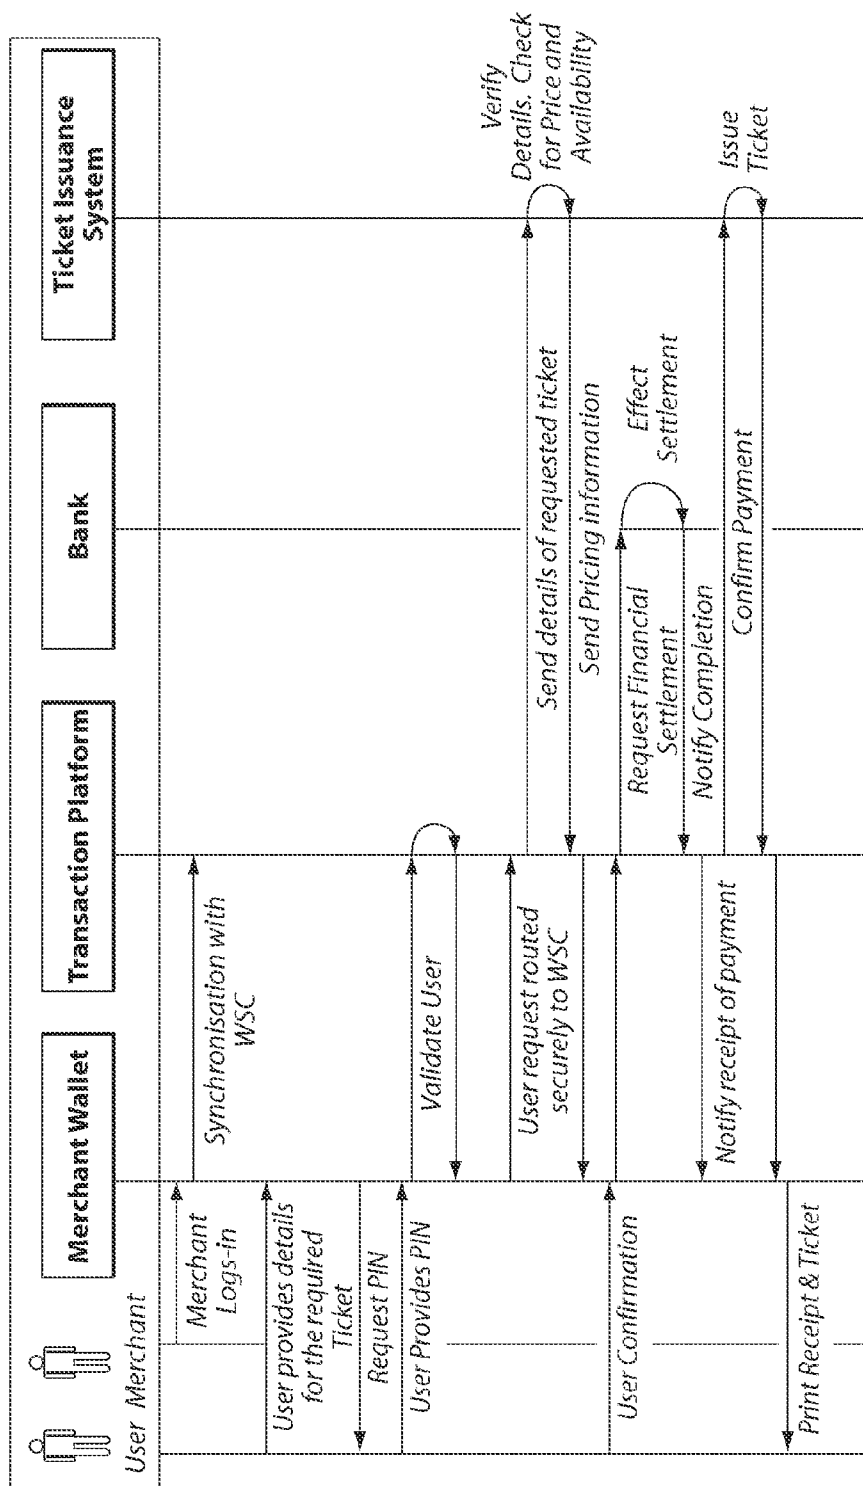 User
Merchant
Merchant Wallet
Transaction Platform
Bank
Ticket Issuance
System
Merchant
Logs-in
Synchronisation with
WSC
User provides details
for the required
Ticket
Request PIN
User Provides PIN
Validate User
User request routed
securely to WSC
Send details of requested ticket
Verify
Details. Check
for Price and
Availability
Send Pricing information
User Confirmation
Request Financial
Settlement
Effect
Settlement
Notify Completion
Notify receipt of payment
Confirm Payment
Issue
Ticket
Print Receipt & Ticket